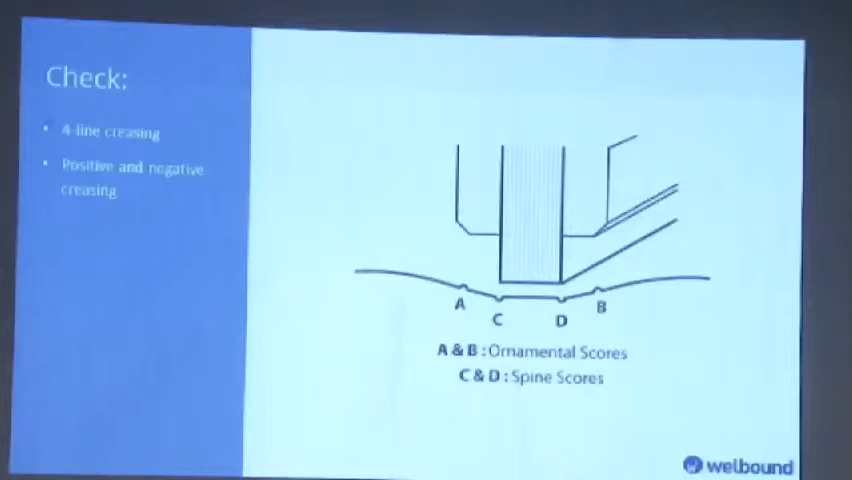 Check:
• 4-line creasing
• Positive and negative
creasing
A
C
D
B
A & B : Ornamental Scores
C & D : Spine Scores
welbound